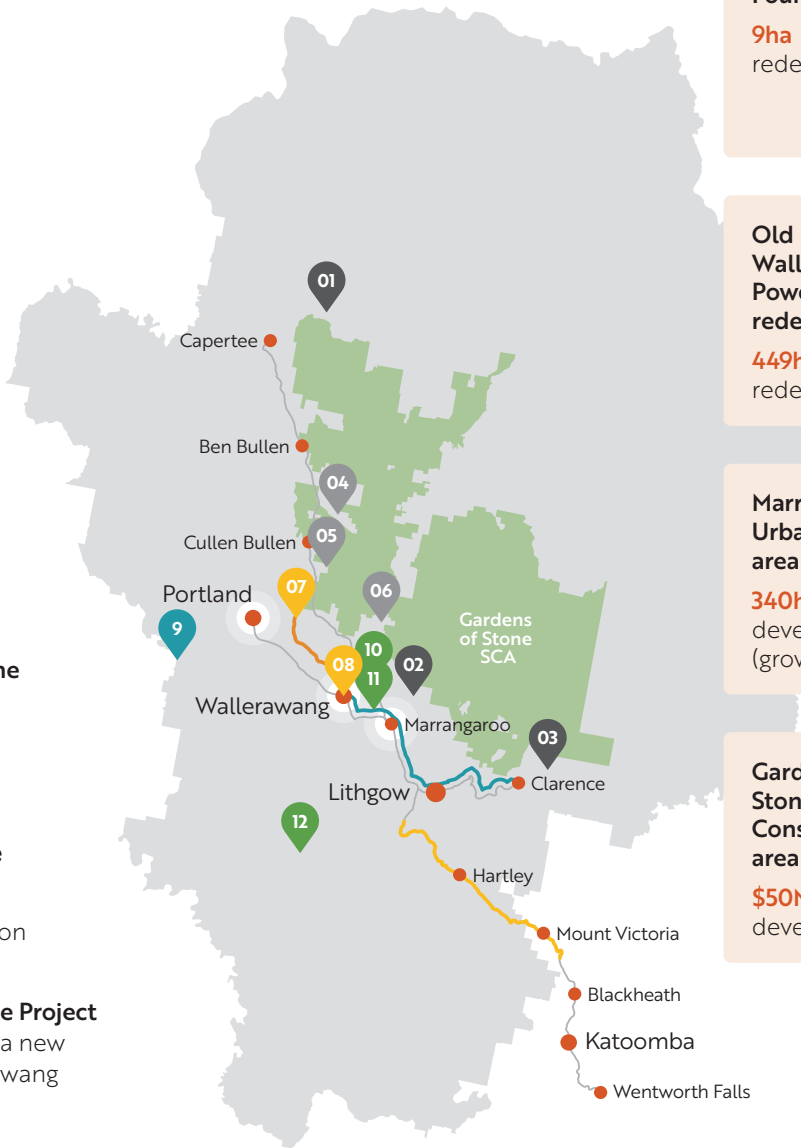 9ha
rede
01
Capertee
Ben Bullen
04
Cullen Bullen
05
07
06
Portland
9
Gardens
of Stone
SCA
10
08
02
11
Wallerawang
Marrangaroo
03
Clarence
Lithgow
12
Hartley
Mount Victoria
Blackheath
Katoomba
Wentworth Falls
ne
e
on
e Project
a new
wang
Old
Wall
Powe
rede
449h
rede
Marr
Urba
area
340h
deve
(grow
Gard
Ston
Cons
area
$50M
deve